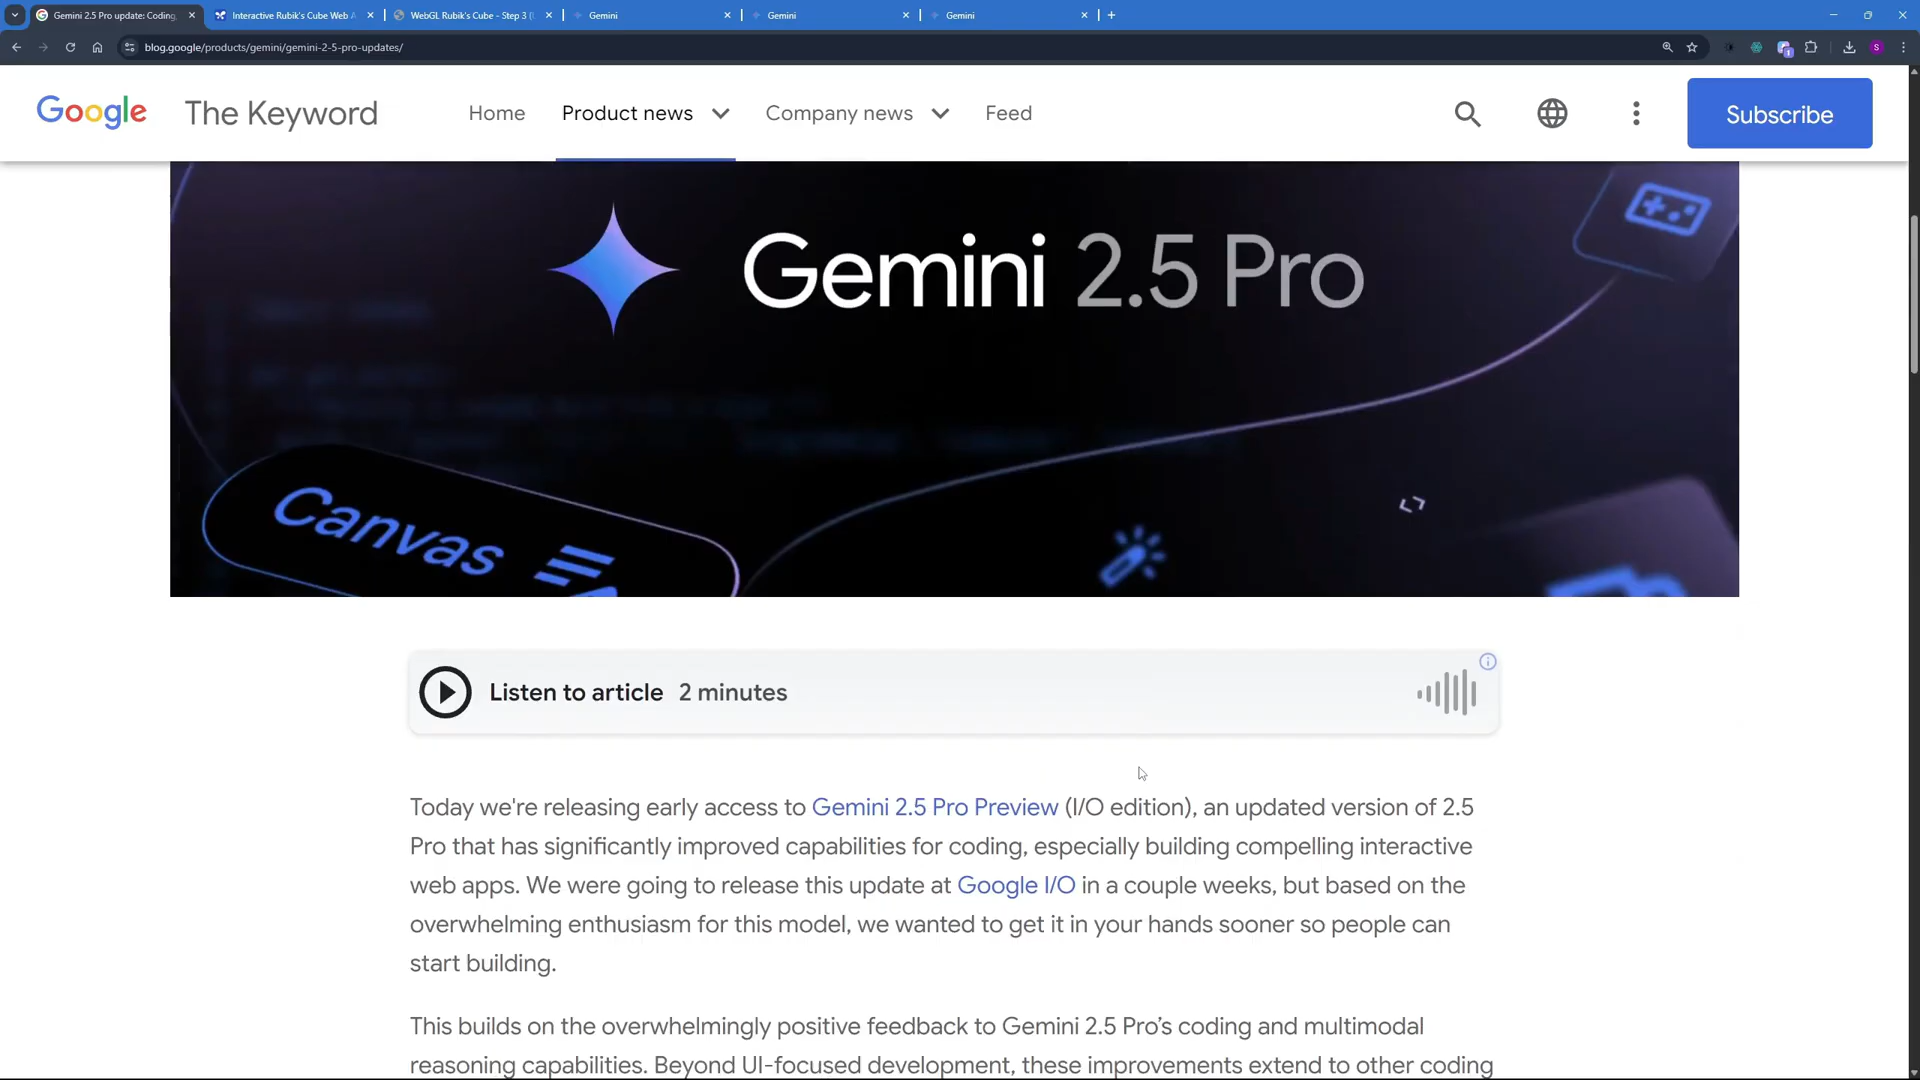 Gemini 2.5 Pro update: Coding,
Interactive Rubik's Cube Web A
WebGL Rubik's Cube - Step 3 (
Gemini
Gemini
Gemini
blog.google/products/gemini/gemini-2-5-pro-updates/
S
Google The Keyword
Home
Product news
Company news
Feed
Subscribe
Gemini 2.5 Pro
Canvas
Listen to article 2 minutes
Today we're releasing early access to Gemini 2.5 Pro Preview (I/O edition), an updated version of 2.5
Pro that has significantly improved capabilities for coding, especially building compelling interactive
web apps. We were going to release this update at Google I/O in a couple weeks, but based on the
overwhelming enthusiasm for this model, we wanted to get it in your hands sooner so people can
start building.
This builds on the overwhelmingly positive feedback to Gemini 2.5 Pro’s coding and multimodal
reasoning capabilities. Beyond UI-focused development, these improvements extend to other coding